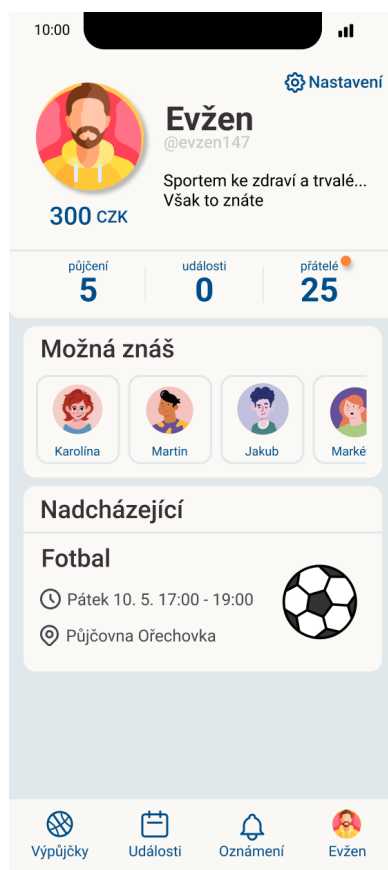 10:00
Nastavení
Evžen
@evzen147
Sportem ke zdraví a trvalé...
Však to znáte
300 CZK
půjčení
události
přátelé
5
0
25
Možná znáš
Karolína
Martin
Jakub
Marké
Nadcházející
Fotbal
Pátek 10. 5. 17:00 - 19:00
Půjčovna Ořechovka
Výpůjčky
Události
Oznámení
Evžen